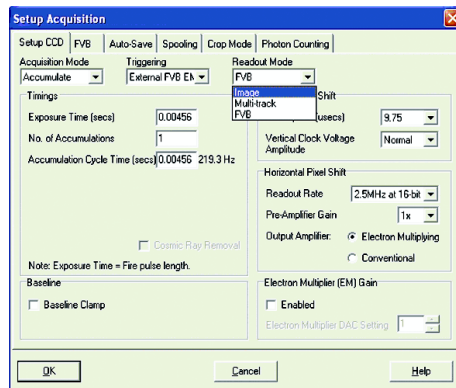 Setup Acquisition
Setup CCD FVB Auto-Save Spooling Crop Mode Photon Counting
Acquisition Mode Triggering Readout Mode
Accumulate External FVB EM FVB
Image
Multi-track
FVB
Timings Shift
Exposure Time (secs) 0.00456 (usecs) 9.75
No. of Accumulations 1 Vertical Clock Voltage Amplitude Normal
Accumulation Cycle Time (secs) 0.00456 219.3 Hz
Horizontal Pixel Shift
Readout Rate 2.5MHz at 16-bit
Pre-Amplifier Gain 1x
Output Amplifier: Electron Multiplying
Cosmic Ray Removal Conventional
Note: Exposure Time = Fire pulse length.
Baseline Electron Multiplier (EM) Gain
Baseline Clamp Enabled
Electron Multiplier DAC Setting 1
OK Cancel Help